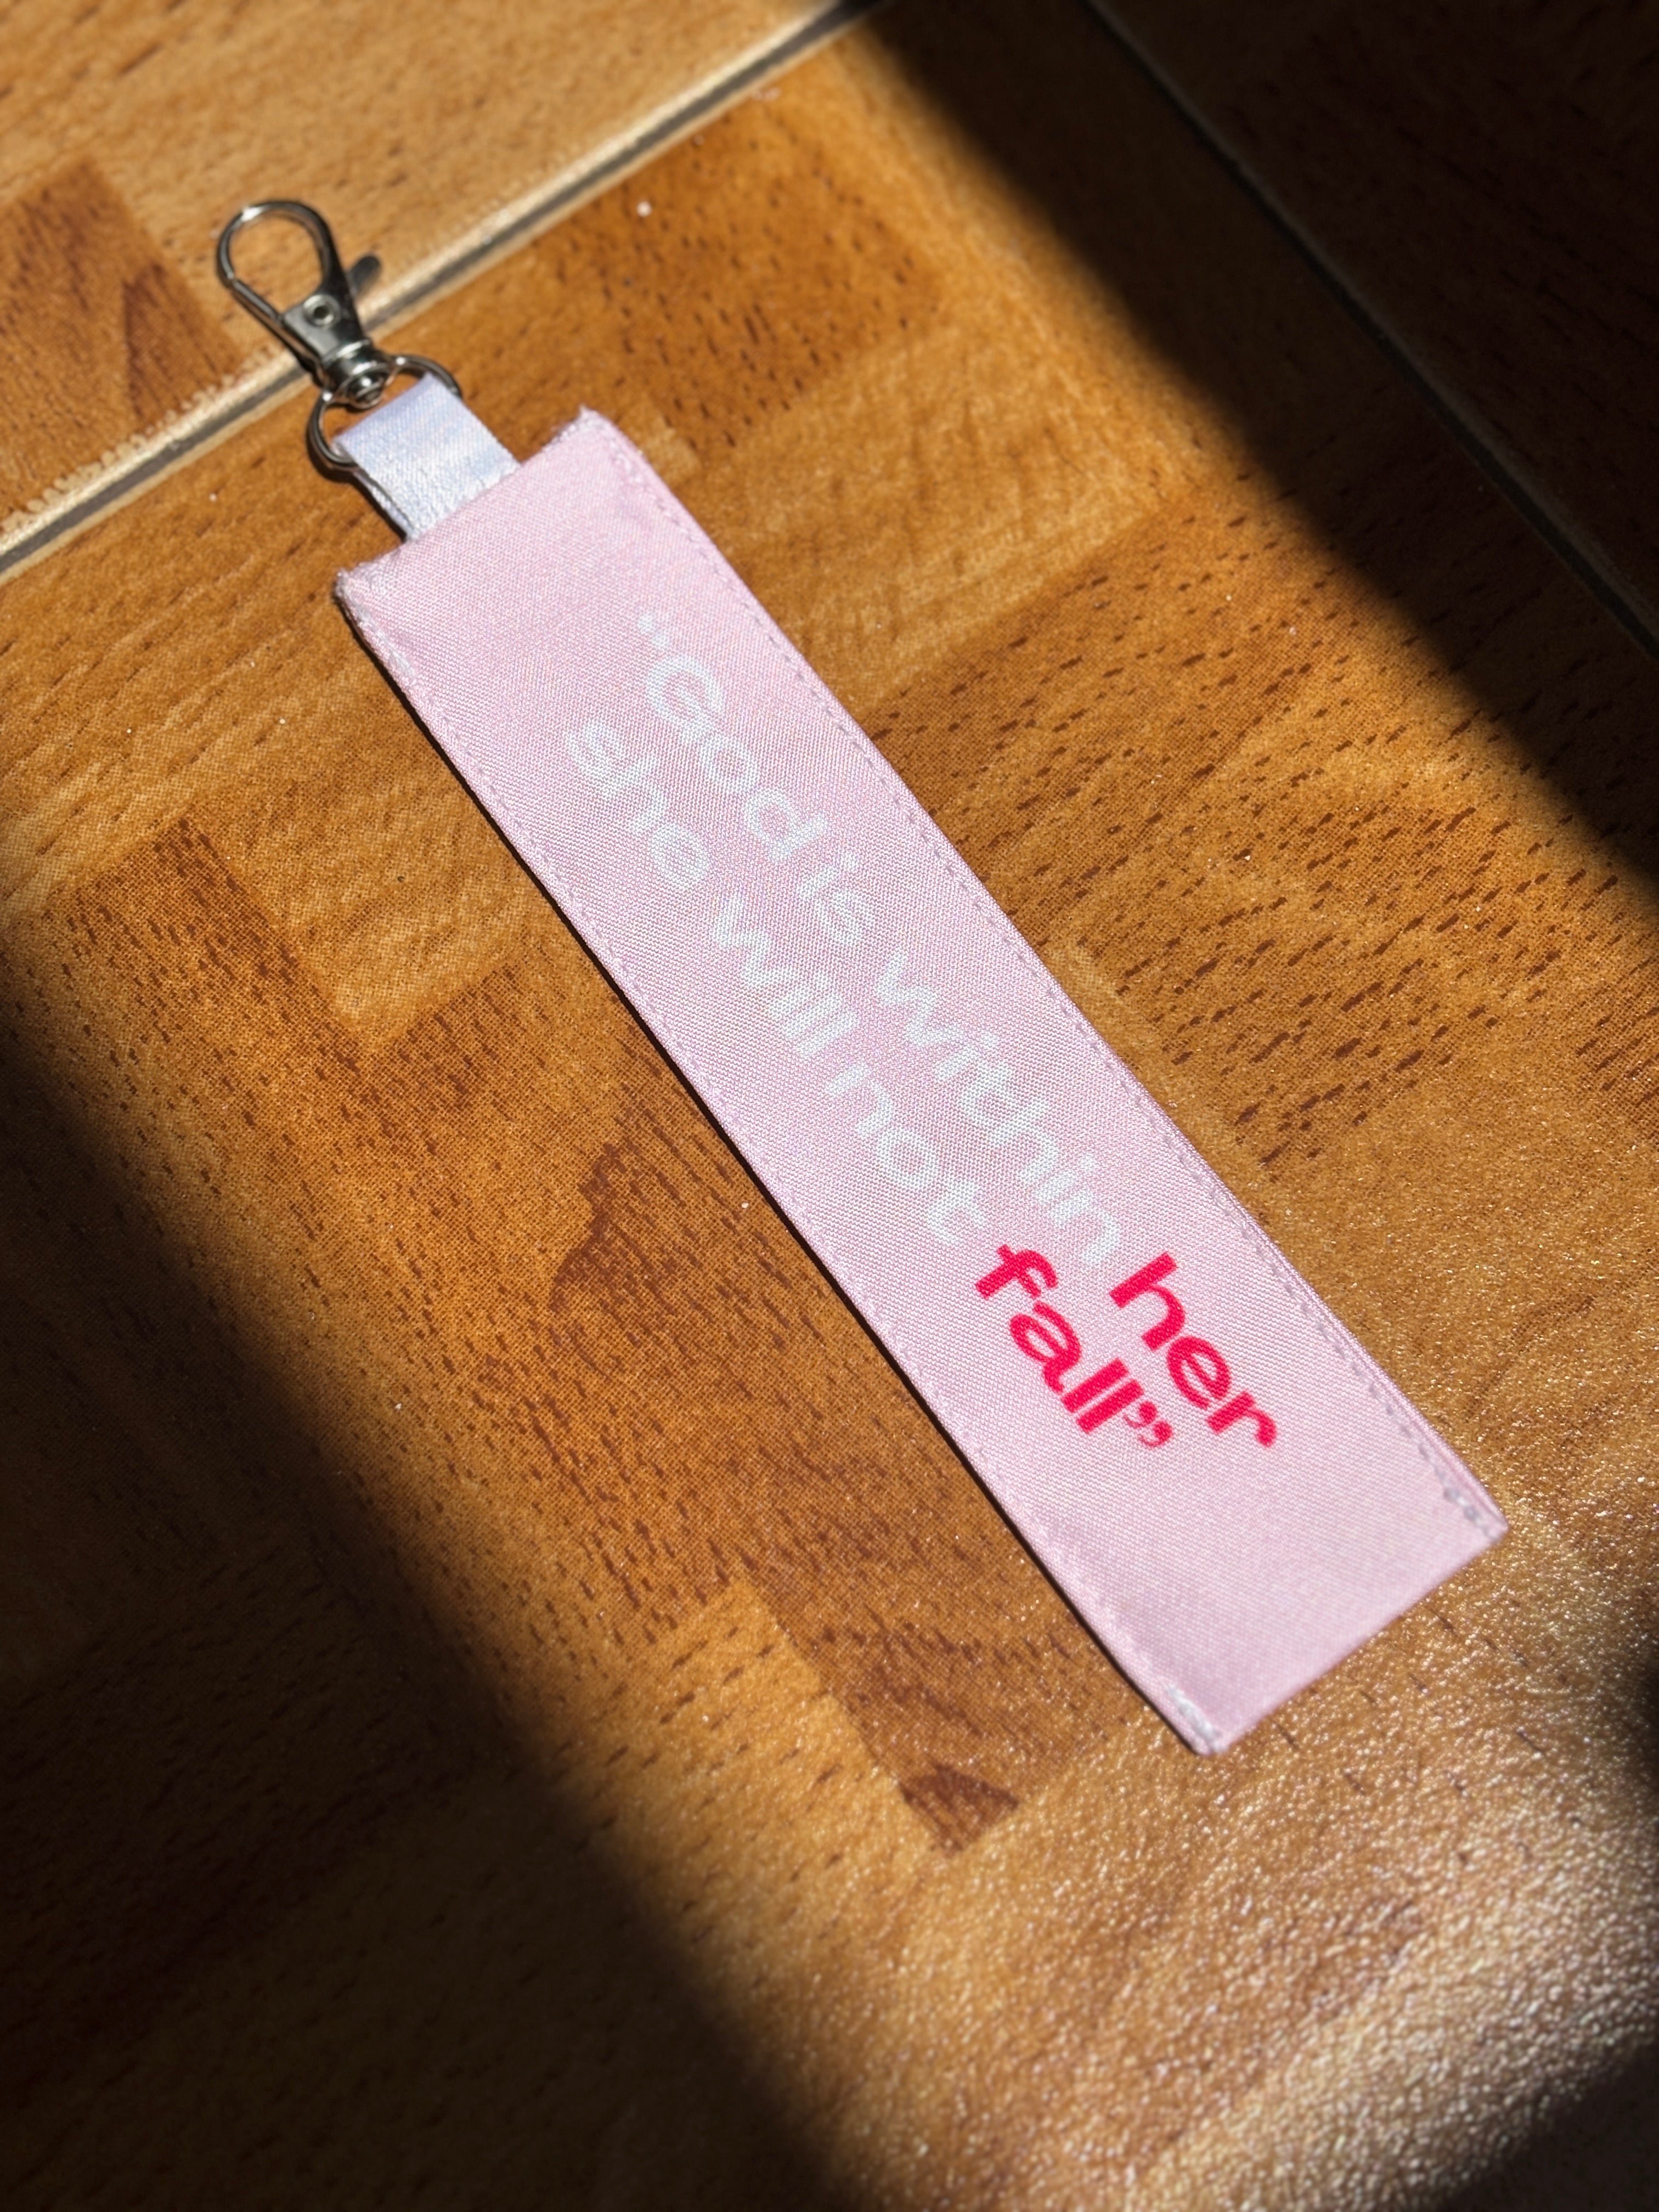 "God is within her
she will not fall”